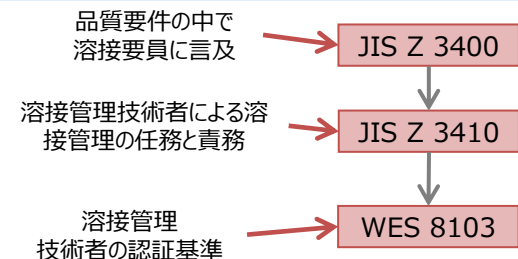 品質要件の中で
溶接要員に言及
JIS Z 3400
溶接管理技術者による溶
接管理の任務と責務
JIS Z 3410
溶接管理
技術者の認証基準
WES 8103